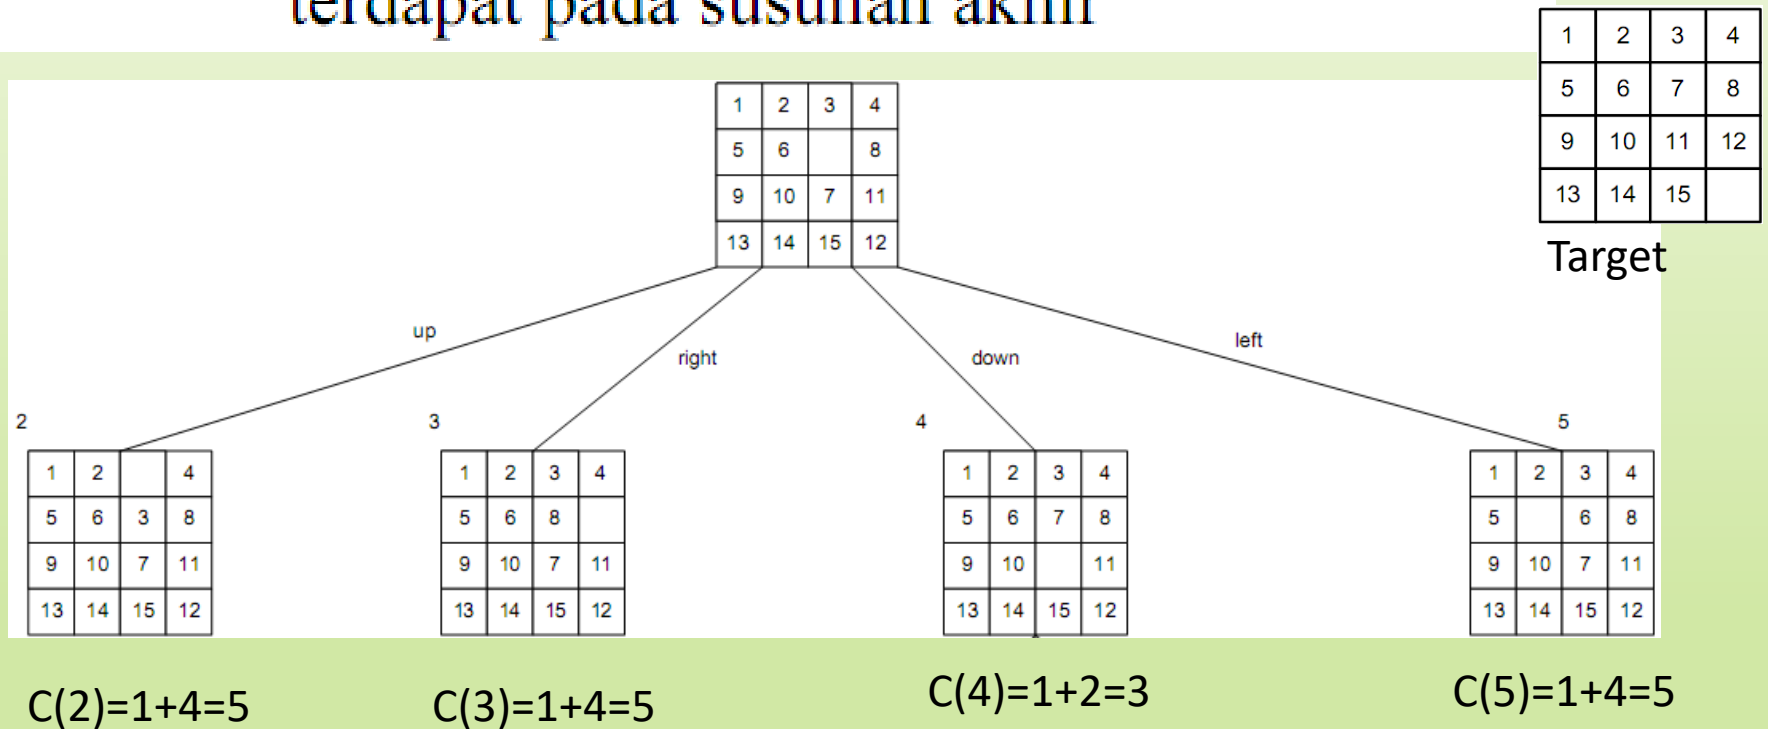 terdapat pada susunan akhir
1 2 3 4
5 6 7 8
9 10 11 12
13 14 15
Target
1 2 3 4
5 6 8
9 10 7 11
13 14 15 12
up
right
down
left
2
1 2 4
5 6 3 8
9 10 7 11
13 14 15 12
C(2)=1+4=5
3
1 2 3 4
5 6 8
9 10 7 11
13 14 15 12
C(3)=1+4=5
4
1 2 3 4
5 6 7 8
9 10 11
13 14 15 12
C(4)=1+2=3
5
1 2 3 4
5 6 8
9 10 7 11
13 14 15 12
C(5)=1+4=5